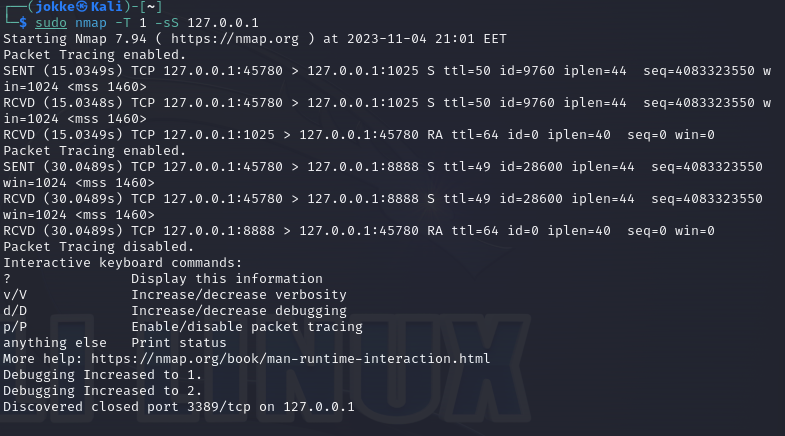 ┌──(jokke㉿Kali)-[~]
└─$ sudo nmap -T 1 -sS 127.0.0.1
Starting Nmap 7.94 ( https://nmap.org ) at 2023-11-04 21:01 EET
Packet Tracing enabled.
SENT (15.0349s) TCP 127.0.0.1:45780 > 127.0.0.1:1025 S ttl=50 id=9760 iplen=44  seq=4083323550 w
in=1024 <mss 1460>
RCVD (15.0348s) TCP 127.0.0.1:45780 > 127.0.0.1:1025 S ttl=50 id=9760 iplen=44  seq=4083323550 w
in=1024 <mss 1460>
RCVD (15.0349s) TCP 127.0.0.1:1025 > 127.0.0.1:45780 RA ttl=64 id=0 iplen=40  seq=0 win=0
Packet Tracing enabled.
SENT (30.0489s) TCP 127.0.0.1:45780 > 127.0.0.1:8888 S ttl=49 id=28600 iplen=44  seq=4083323550
win=1024 <mss 1460>
RCVD (30.0489s) TCP 127.0.0.1:45780 > 127.0.0.1:8888 S ttl=49 id=28600 iplen=44  seq=4083323550
win=1024 <mss 1460>
RCVD (30.0489s) TCP 127.0.0.1:8888 > 127.0.0.1:45780 RA ttl=64 id=0 iplen=40  seq=0 win=0
Packet Tracing disabled.
Interactive keyboard commands:
?               Display this information
v/V             Increase/decrease verbosity
d/D             Increase/decrease debugging
p/P             Enable/disable packet tracing
anything else   Print status
More help: https://nmap.org/book/man-runtime-interaction.html
Debugging Increased to 1.
Debugging Increased to 2.
Discovered closed port 3389/tcp on 127.0.0.1
LI LINUX